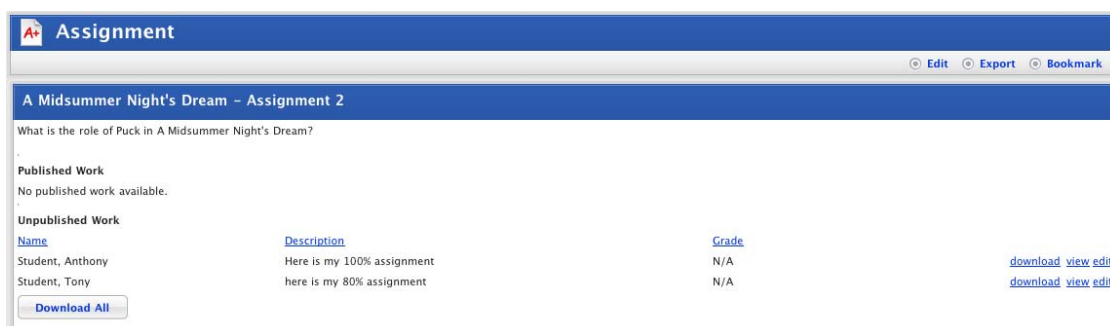 A+ Assignment
Edit Export Bookmark
A Midsummer Night's Dream – Assignment 2
What is the role of Puck in A Midsummer Night's Dream?
Published Work
No published work available.
Unpublished Work
Name Description Grade
Student, Anthony Here is my 100% assignment N/A download view edit
Student, Tony here is my 80% assignment N/A download view edit
Download All